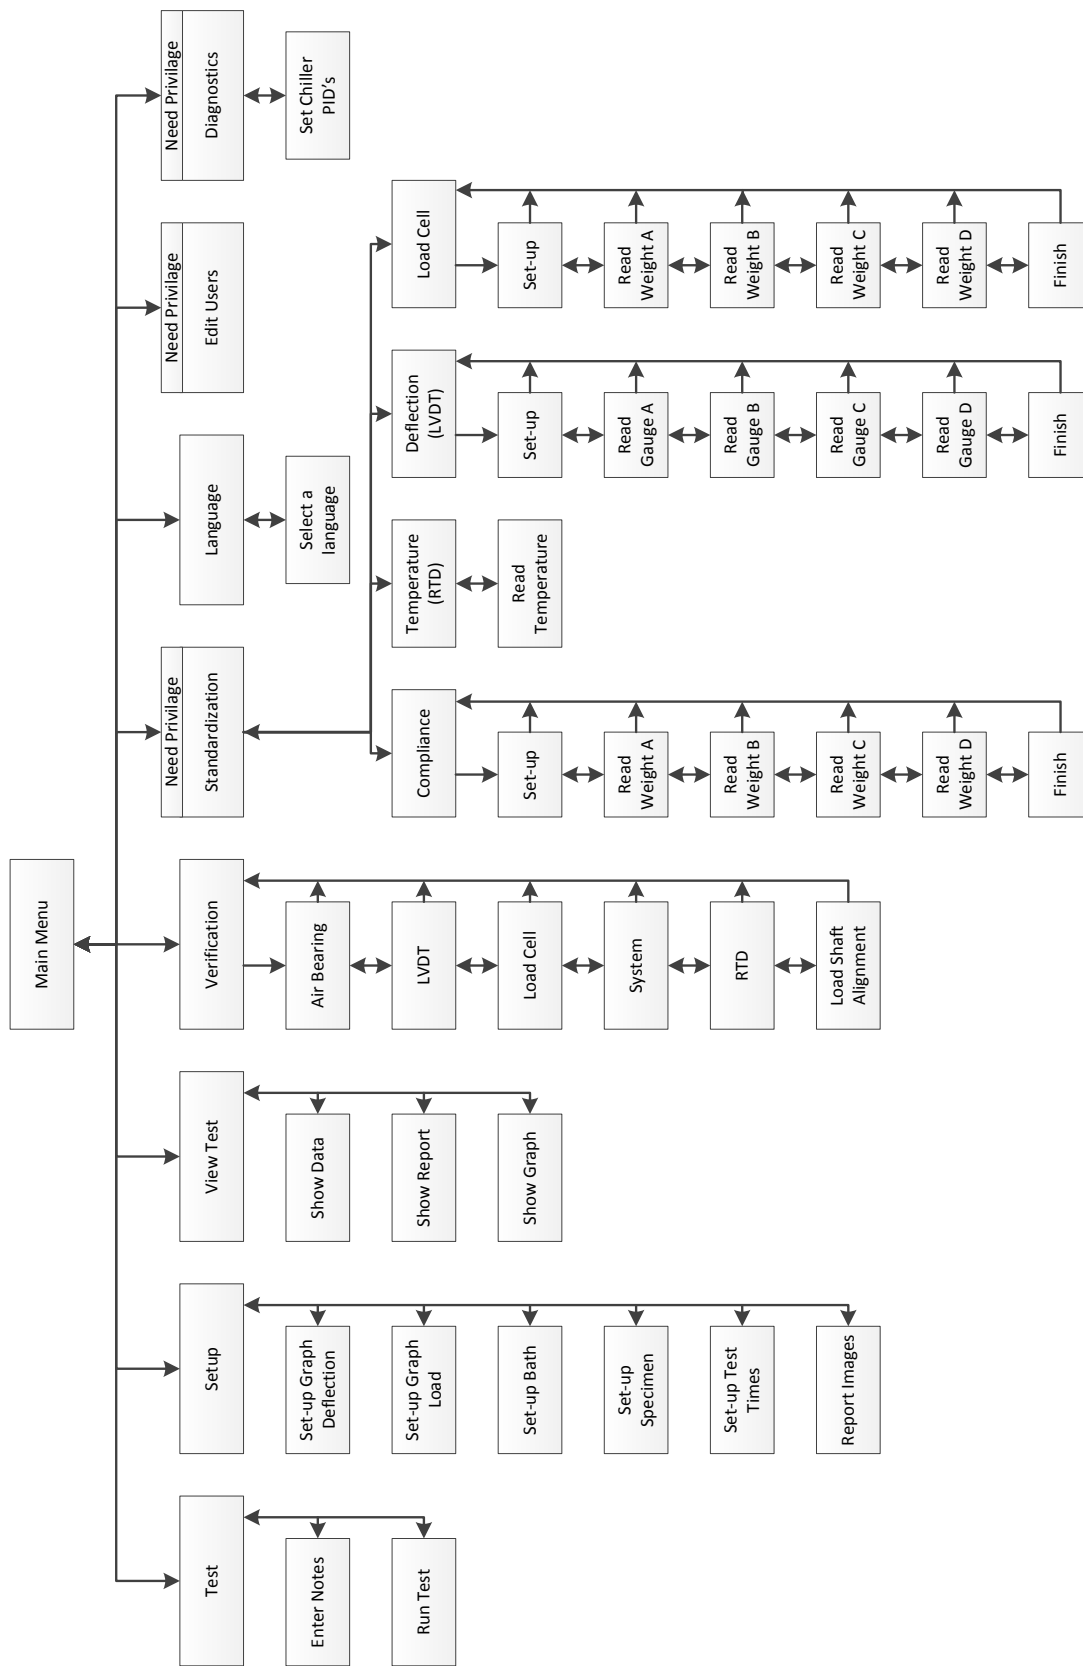 Main Menu
Test
Setup
View Test
Verification
Need Privilage
Standardization
Language
Need Privilage
Edit Users
Need Privilage
Diagnostics
Enter Notes
Run Test
Set-up Graph
Deflection
Set-up Graph
Load
Set-up Bath
Set-up
Specimen
Set-up Test
Times
Report Images
Show Data
Show Report
Show Graph
Air Bearing
LVDT
Load Cell
System
RTD
Load Shaft
Alignment
Select a
language
Set Chiller
PID's
Compliance
Set-up
Read
Weight A
Read
Weight B
Read
Weight C
Read
Weight D
Finish
Temperature
(RTD)
Read
Temperature
Deflection
(LVDT)
Set-up
Read
Gauge A
Read
Gauge B
Read
Gauge C
Read
Gauge D
Finish
Load Cell
Set-up
Read
Weight A
Read
Weight B
Read
Weight C
Read
Weight D
Finish